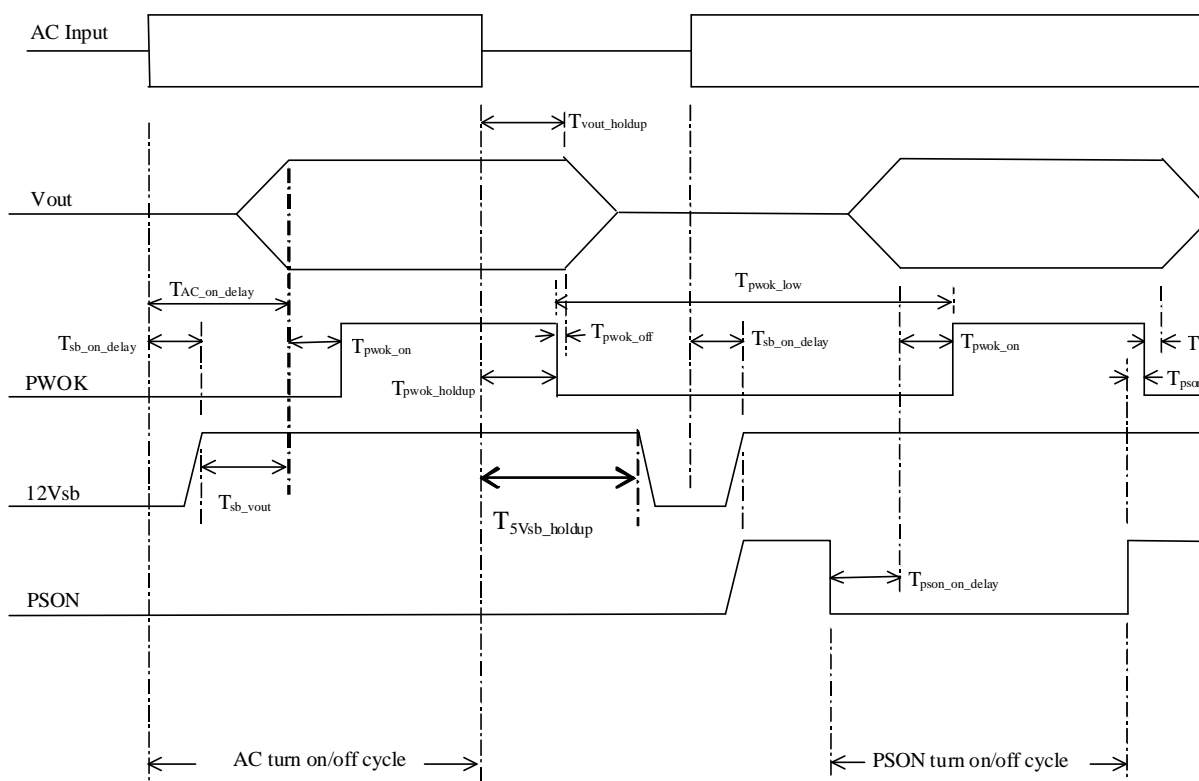 AC Input
Tvout_holdup
Vout
TAC_on_delay
Tpwok_low
Tsb_on_delay
Tpwok_on
Tpwok_off
Tsb_on_delay
Tpwok_on
T
PWOK
Tpwok_holdup
Tpson
12Vsb
Tsb_vout
T5Vsb_holdup
Tpson_on_delay
PSON
AC turn on/off cycle
PSON turn on/off cycle